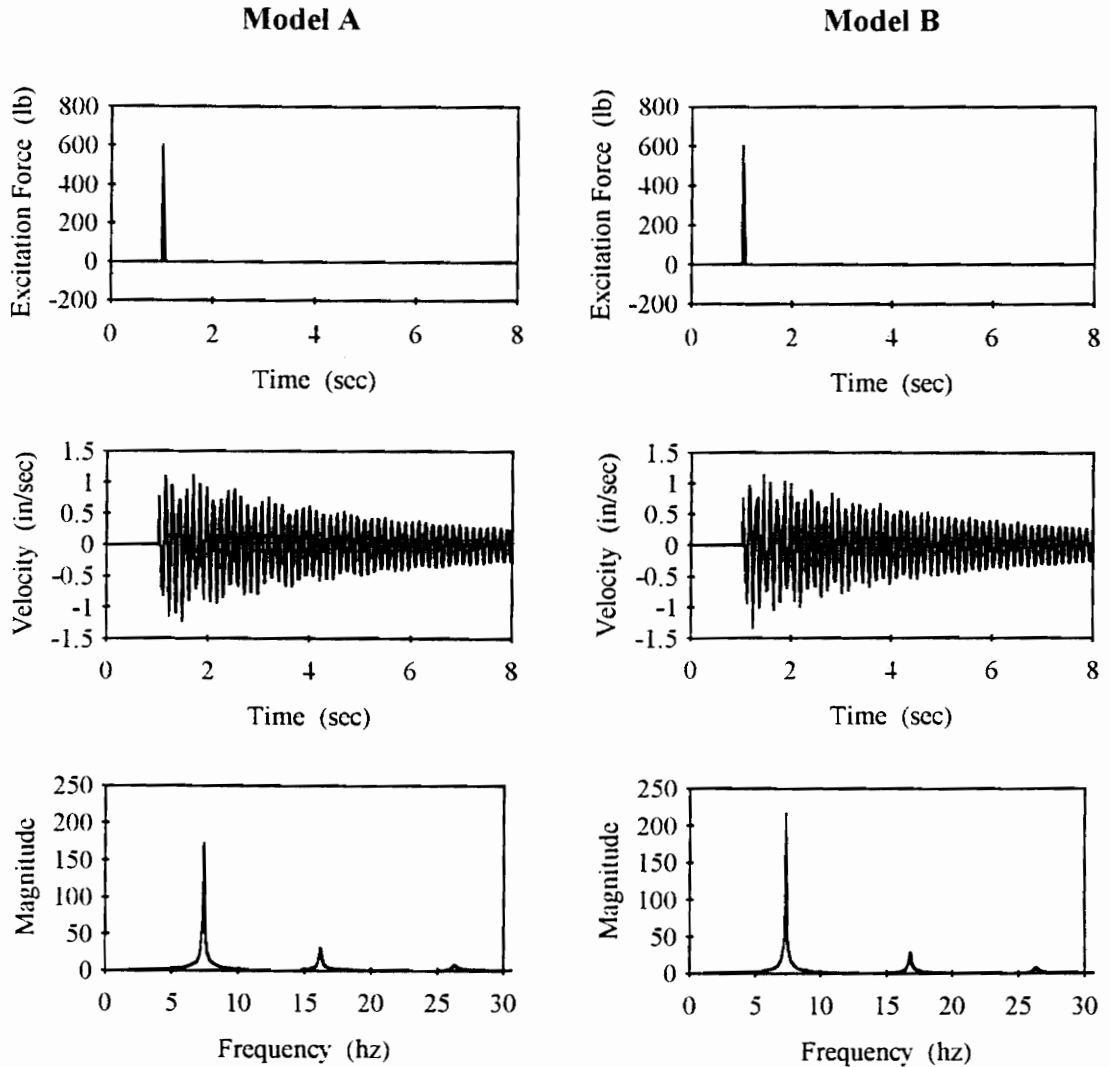 Model A
Model B
Excitation Force (lb)
800
600
400
200
0
-200
0 2 4 6 8
Time (sec)
Excitation Force (lb)
800
600
400
200
0
-200
0 2 4 6 8
Time (sec)
Velocity (in/sec)
1.5
1
0.5
0
-0.5
-1
-1.5
0 2 4 6 8
Time (sec)
Velocity (in/sec)
1.5
1
0.5
0
-0.5
-1
-1.5
0 2 4 6 8
Time (sec)
Magnitude
250
200
150
100
50
0
0 5 10 15 20 25 30
Frequency (hz)
Magnitude
250
200
150
100
50
0
0 5 10 15 20 25 30
Frequency (hz)